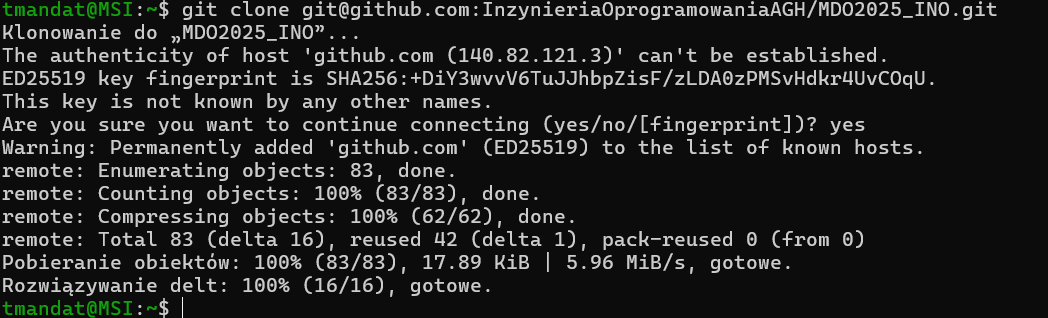 tmandat@MSI:~$ git clone git@github.com:InzynieriaOprogramowaniaAGH/MDO2025_INO.git
Klonowanie do „MDO2025_INO”...
The authenticity of host 'github.com (140.82.121.3)' can't be established.
ED25519 key fingerprint is SHA256:+DiY3wvvV6TuJJhbpZisF/zLDA0zPMSvHdkr4UvCOqU.
This key is not known by any other names.
Are you sure you want to continue connecting (yes/no/[fingerprint])? yes
Warning: Permanently added 'github.com' (ED25519) to the list of known hosts.
remote: Enumerating objects: 83, done.
remote: Counting objects: 100% (83/83), done.
remote: Compressing objects: 100% (62/62), done.
remote: Total 83 (delta 16), reused 42 (delta 1), pack-reused 0 (from 0)
Pobieranie obiektów: 100% (83/83), 17.89 KiB | 5.96 MiB/s, gotowe.
Rozwiązywanie delt: 100% (16/16), gotowe.
tmandat@MSI:~$